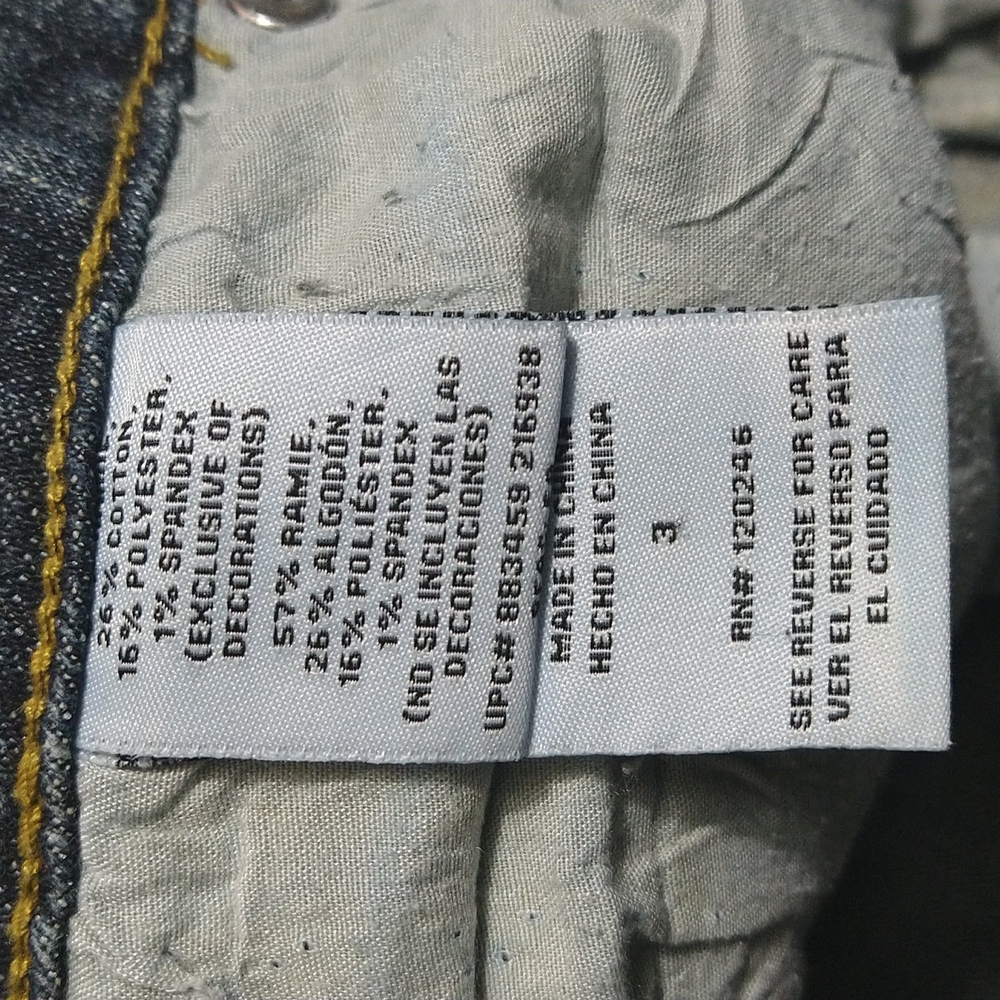 26% COTTON,
16% POLYESTER,
1% SPANDEX
(EXCLUSIVE OF
DECORATIONS)
57% RAMIE,
26% ALGODÓN,
16% POLIÉSTER,
1% SPANDEX
(NO SE INCLUYEN LAS
DECORACIONES)
UPC# 883459 216938
MADE IN CHINA
HECHO EN CHINA
3
RN# 120246
SEE REVERSE FOR CARE
VER EL REVERSO PARA
EL CUIDADO